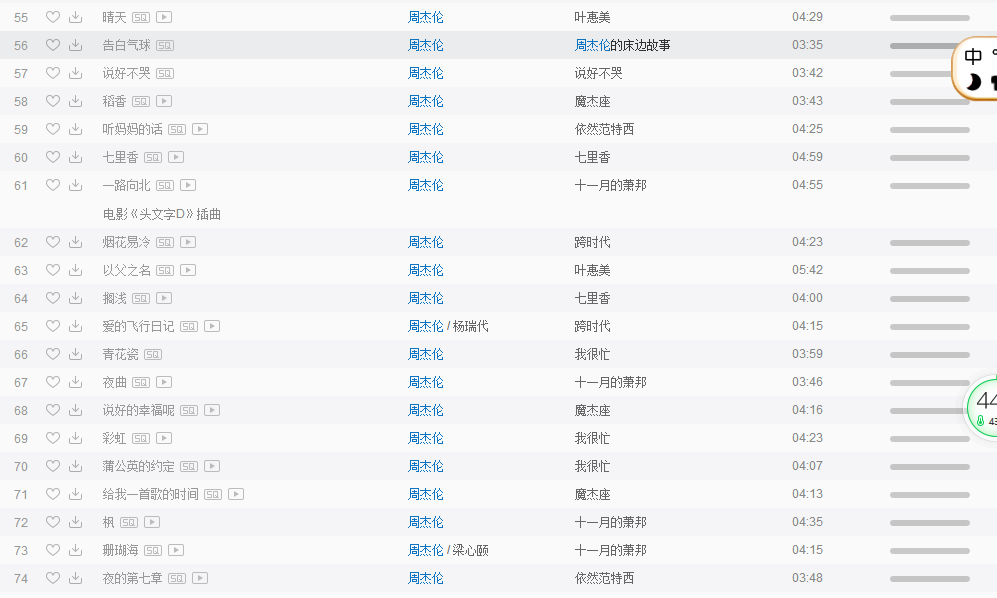 55 晴天 SQ 周杰伦 叶惠美 04:29
56 告白气球 SQ 周杰伦 周杰伦的床边故事 03:35
中
57 说好不哭 SQ 周杰伦 说好不哭 03:42
58 稻香 SQ 周杰伦 魔杰座 03:43
59 听妈妈的话 SQ 周杰伦 依然范特西 04:25
60 七里香 SQ 周杰伦 七里香 04:59
61 一路向北 SQ 周杰伦 十一月的萧邦 04:55
电影《头文字D》插曲
62 烟花易冷 SQ 周杰伦 跨时代 04:23
63 以父之名 SQ 周杰伦 叶惠美 05:42
64 搁浅 SQ 周杰伦 七里香 04:00
65 爱的飞行日记 SQ 周杰伦 / 杨瑞代 跨时代 04:15
66 青花瓷 SQ 周杰伦 我很忙 03:59
67 夜曲 SQ 周杰伦 十一月的萧邦 03:46
68 说好的幸福呢 SQ 周杰伦 魔杰座 04:16
44
43
69 彩虹 SQ 周杰伦 我很忙 04:23
70 蒲公英的约定 SQ 周杰伦 我很忙 04:07
71 给我一首歌的时间 SQ 周杰伦 魔杰座 04:13
72 枫 SQ 周杰伦 十一月的萧邦 04:35
73 珊瑚海 SQ 周杰伦 / 梁心颐 十一月的萧邦 04:15
74 夜的第七章 SQ 周杰伦 依然范特西 03:48